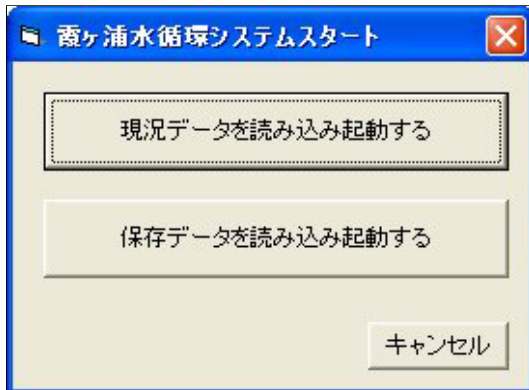 霞ヶ浦水循環システムスタート
現況データを読み込み起動する
保存データを読み込み起動する
キャンセル